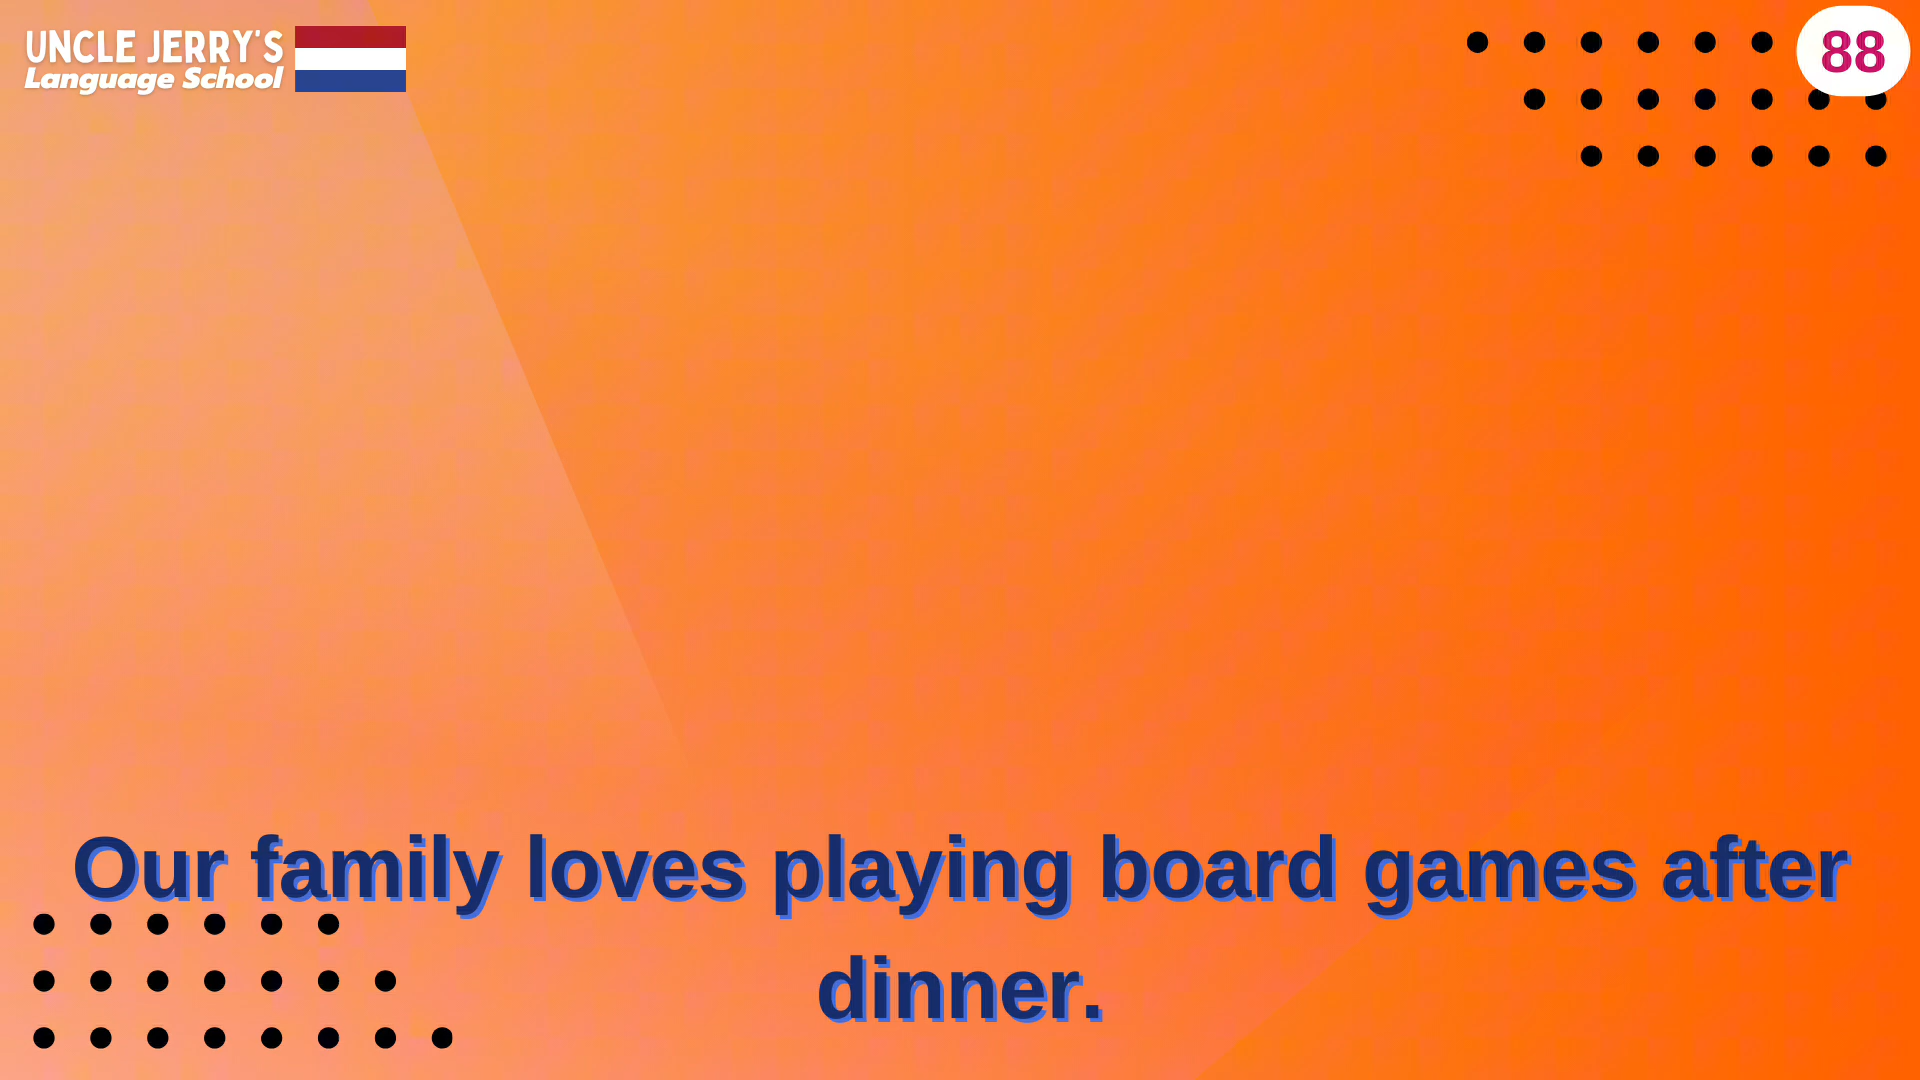 UNCLE JERRY'S
Language School
88
Our family loves playing board games after
dinner.